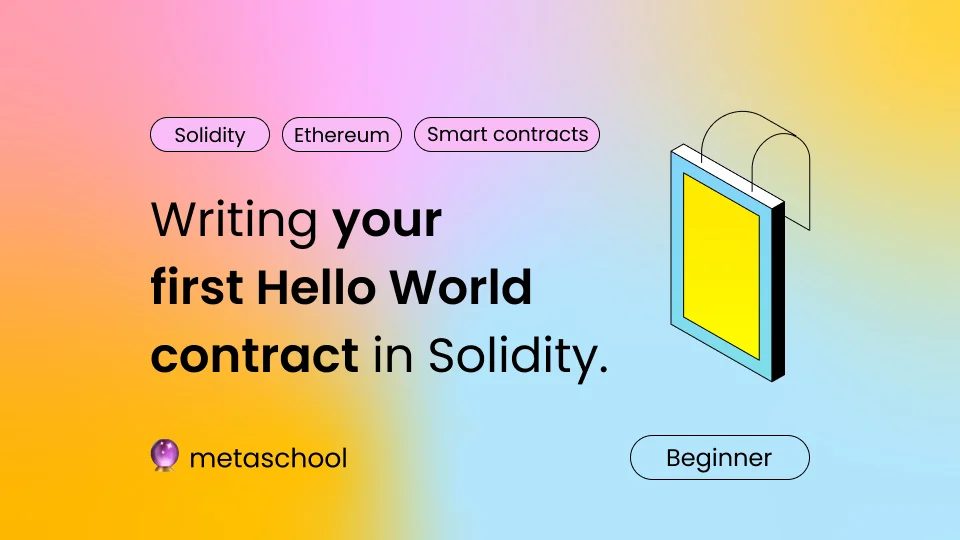 Solidity Ethereum Smart contracts
Writing your
first Hello World
contract in Solidity.
metaschool Beginner